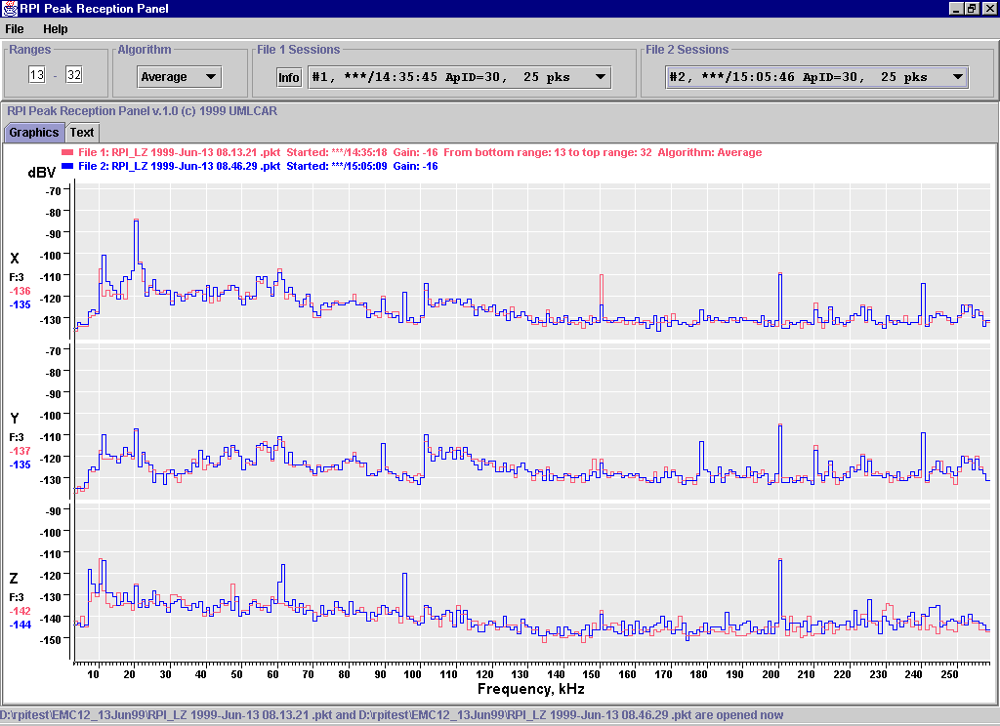 RPI Peak Reception Panel
File Help
Ranges Algorithm File 1 Sessions File 2 Sessions
13 - 32 Average Info #1, ***/14:35:45 ApID=30, 25 pks #2, ***/15:05:46 ApID=30, 25 pks
RPI Peak Reception Panel v.1.0 (c) 1999 UMLCAR
Graphics Text
File 1: RPI_LZ 1999-Jun-13 08.13.21 .pkt Started: ***/14:35:18 Gain: -16 From bottom range: 13 to top range: 32 Algorithm: Average
File 2: RPI_LZ 1999-Jun-13 08.46.29 .pkt Started: ***/15:05:09 Gain: -16
dBV
-70
-80
-90
X
-100
F:3
-110
-136
-120
-135
-130
-70
-80
-90
Y
-100
F:3
-110
-137
-120
-135
-130
-90
-100
-110
-120
Z
F:3
-130
-142
-140
-144
-150
10 20 30 40 50 60 70 80 90 100 110 120 130 140 150 160 170 180 190 200 210 220 230 240 250
Frequency, kHz
D:\rpitest\EMC12_13Jun99\RPI_LZ 1999-Jun-13 08.13.21 .pkt and D:\rpitest\EMC12_13Jun99\RPI_LZ 1999-Jun-13 08.46.29 .pkt are opened now